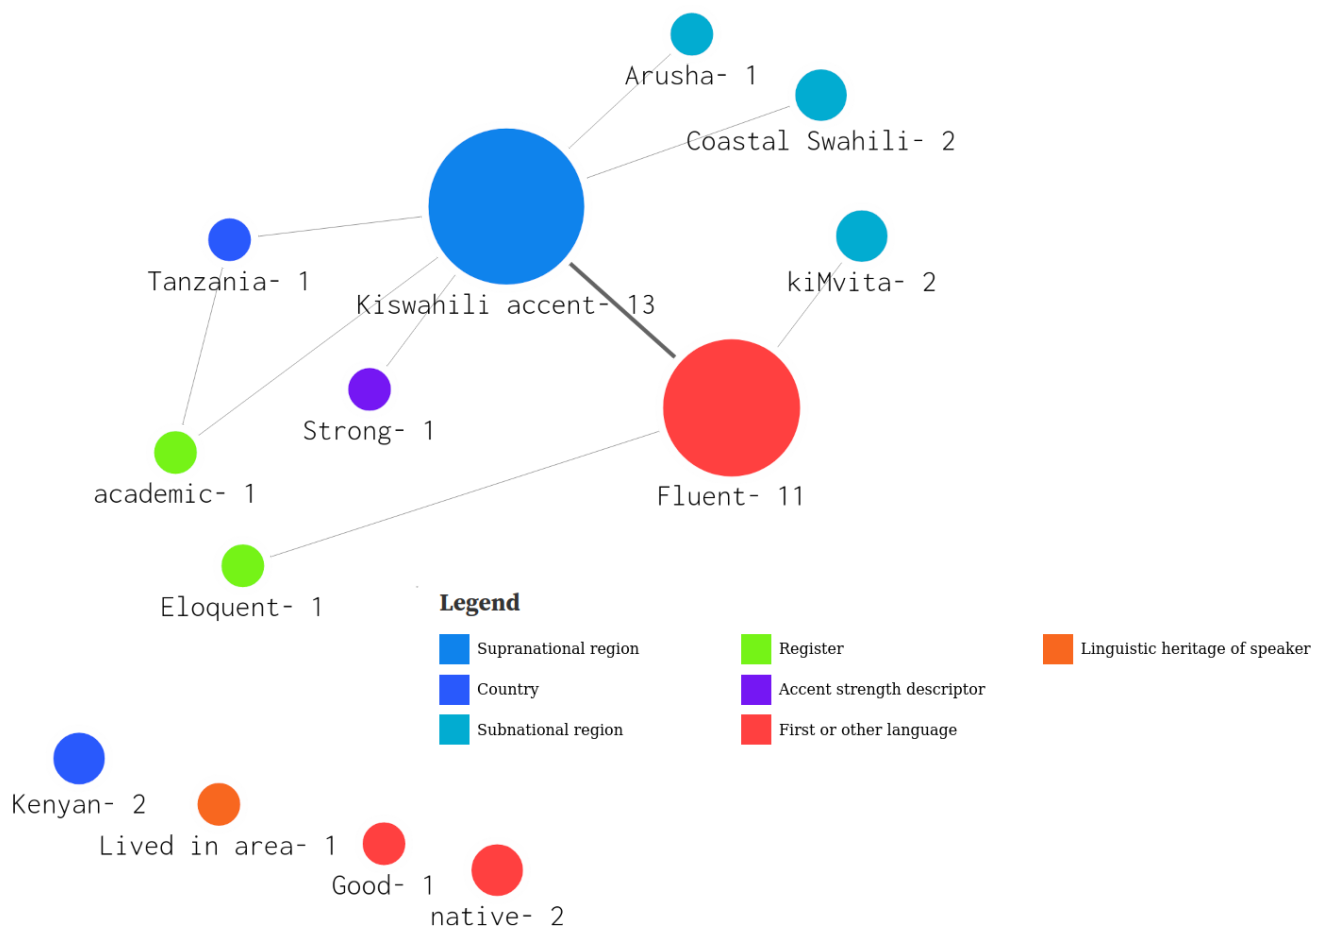 Arusha- 1
Coastal Swahili- 2
Tanzania- 1
kiMvita- 2
Kiswahili accent- 13
Strong- 1
academic- 1
Fluent- 11
Eloquent- 1
Legend
Supranational region
Register
Linguistic heritage of speaker
Country
Accent strength descriptor
Subnational region
First or other language
Kenyan- 2
Lived in area- 1
Good- 1
native- 2